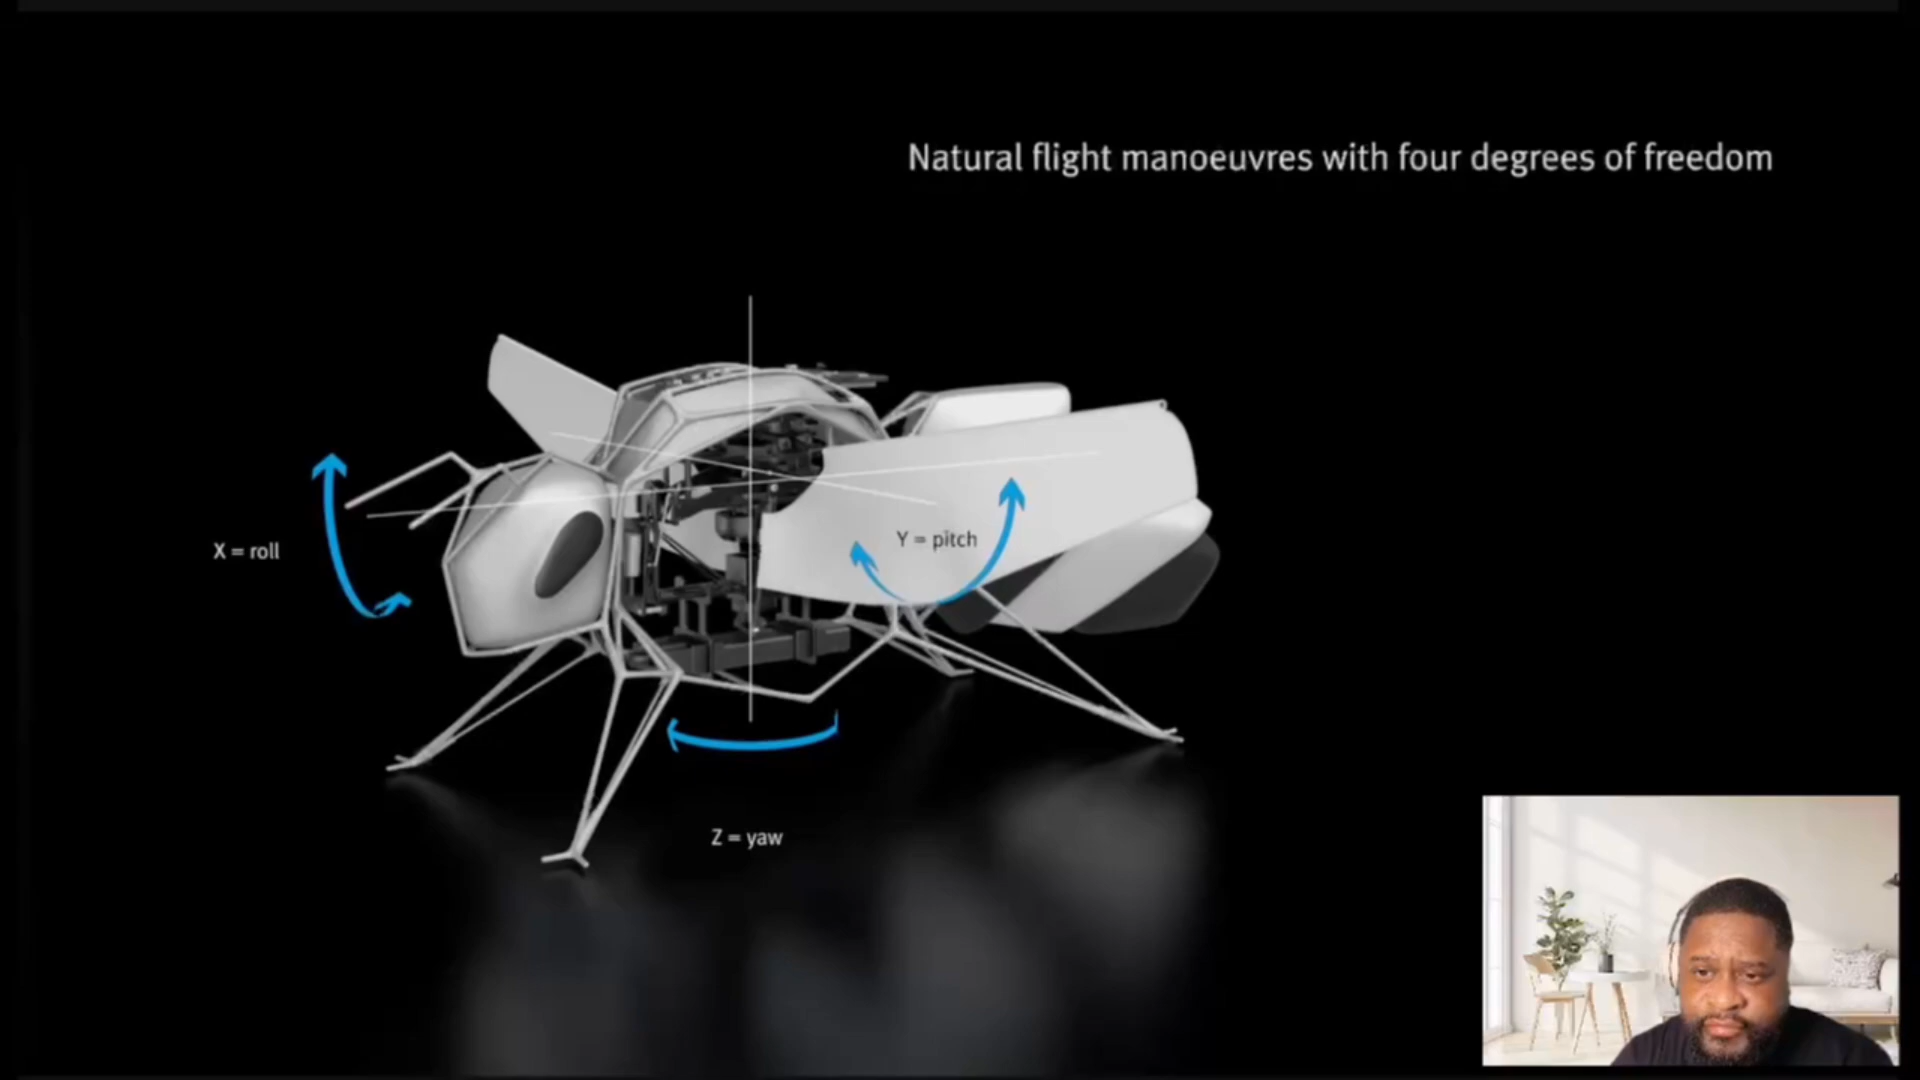 Natural flight manoeuvres with four degrees of freedom
X = roll
Y = pitch
Z = yaw